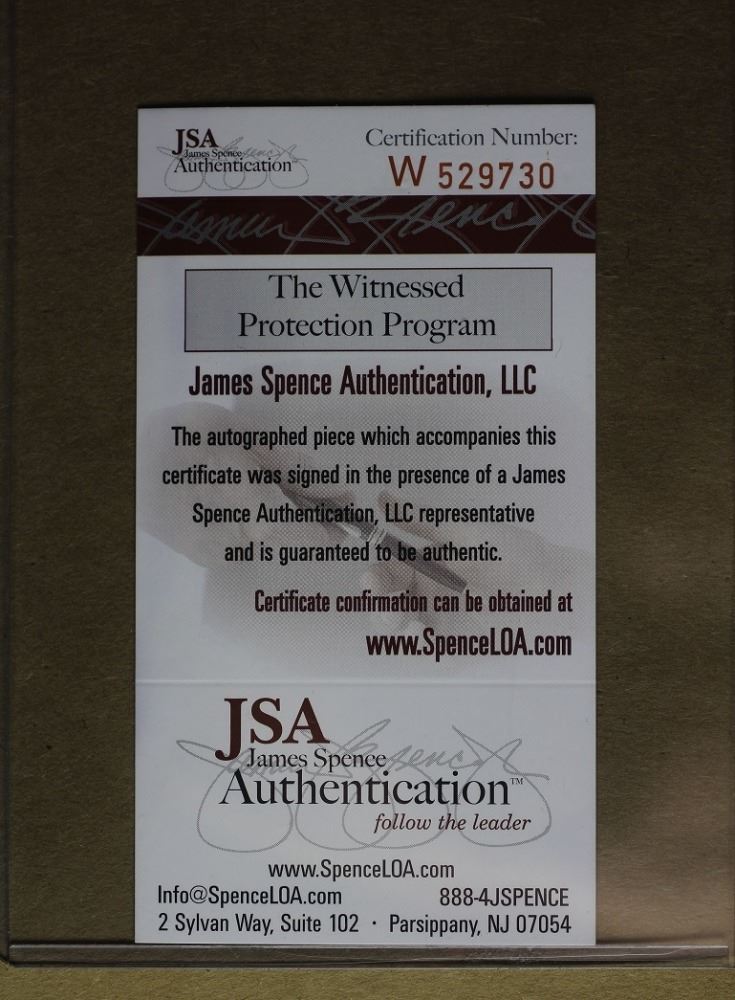 JSA
James Spence
Authentication
Certification Number:
W 529730
The Witnessed
Protection Program
James Spence Authentication, LLC
The autographed piece which accompanies this
certificate was signed in the presence of a James
Spence Authentication, LLC representative
and is guaranteed to be authentic.
Certificate confirmation can be obtained at
www.SpenceLOA.com
JSA
James Spence
Authentication™
follow the leader
www.SpenceLOA.com
Info@SpenceLOA.com 888-4JSPENCE
2 Sylvan Way, Suite 102 · Parsippany, NJ 07054